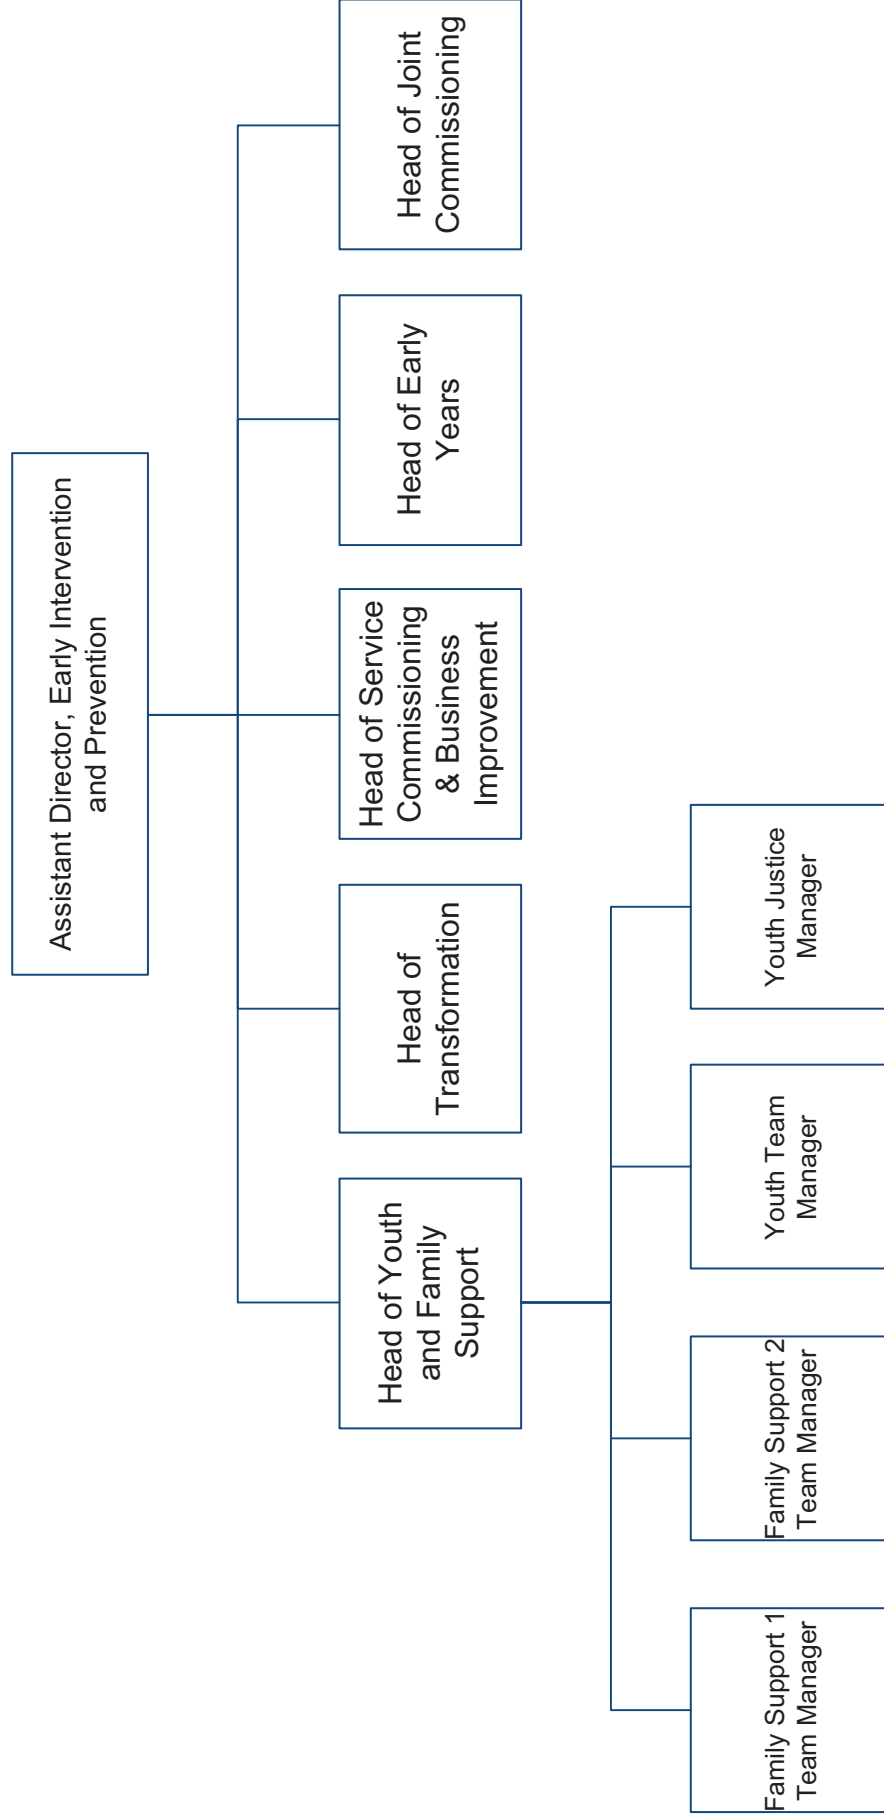 Assistant Director, Early Intervention
and Prevention
Head of Youth
and Family
Support
Head of
Transformation
Head of Service
Commissioning
& Business
Improvement
Head of Early
Years
Head of Joint
Commissioning
Family Support 1
Team Manager
Family Support 2
Team Manager
Youth Team
Manager
Youth Justice
Manager